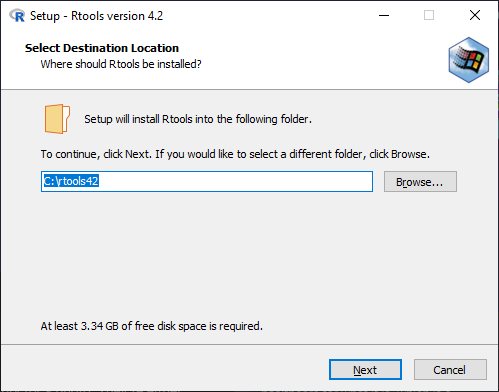 Setup - Rtools version 4.2
Select Destination Location
Where should Rtools be installed?
Setup will install Rtools into the following folder.
To continue, click Next. If you would like to select a different folder, click Browse.
C:\rtools42
Browse...
At least 3.34 GB of free disk space is required.
Next
Cancel